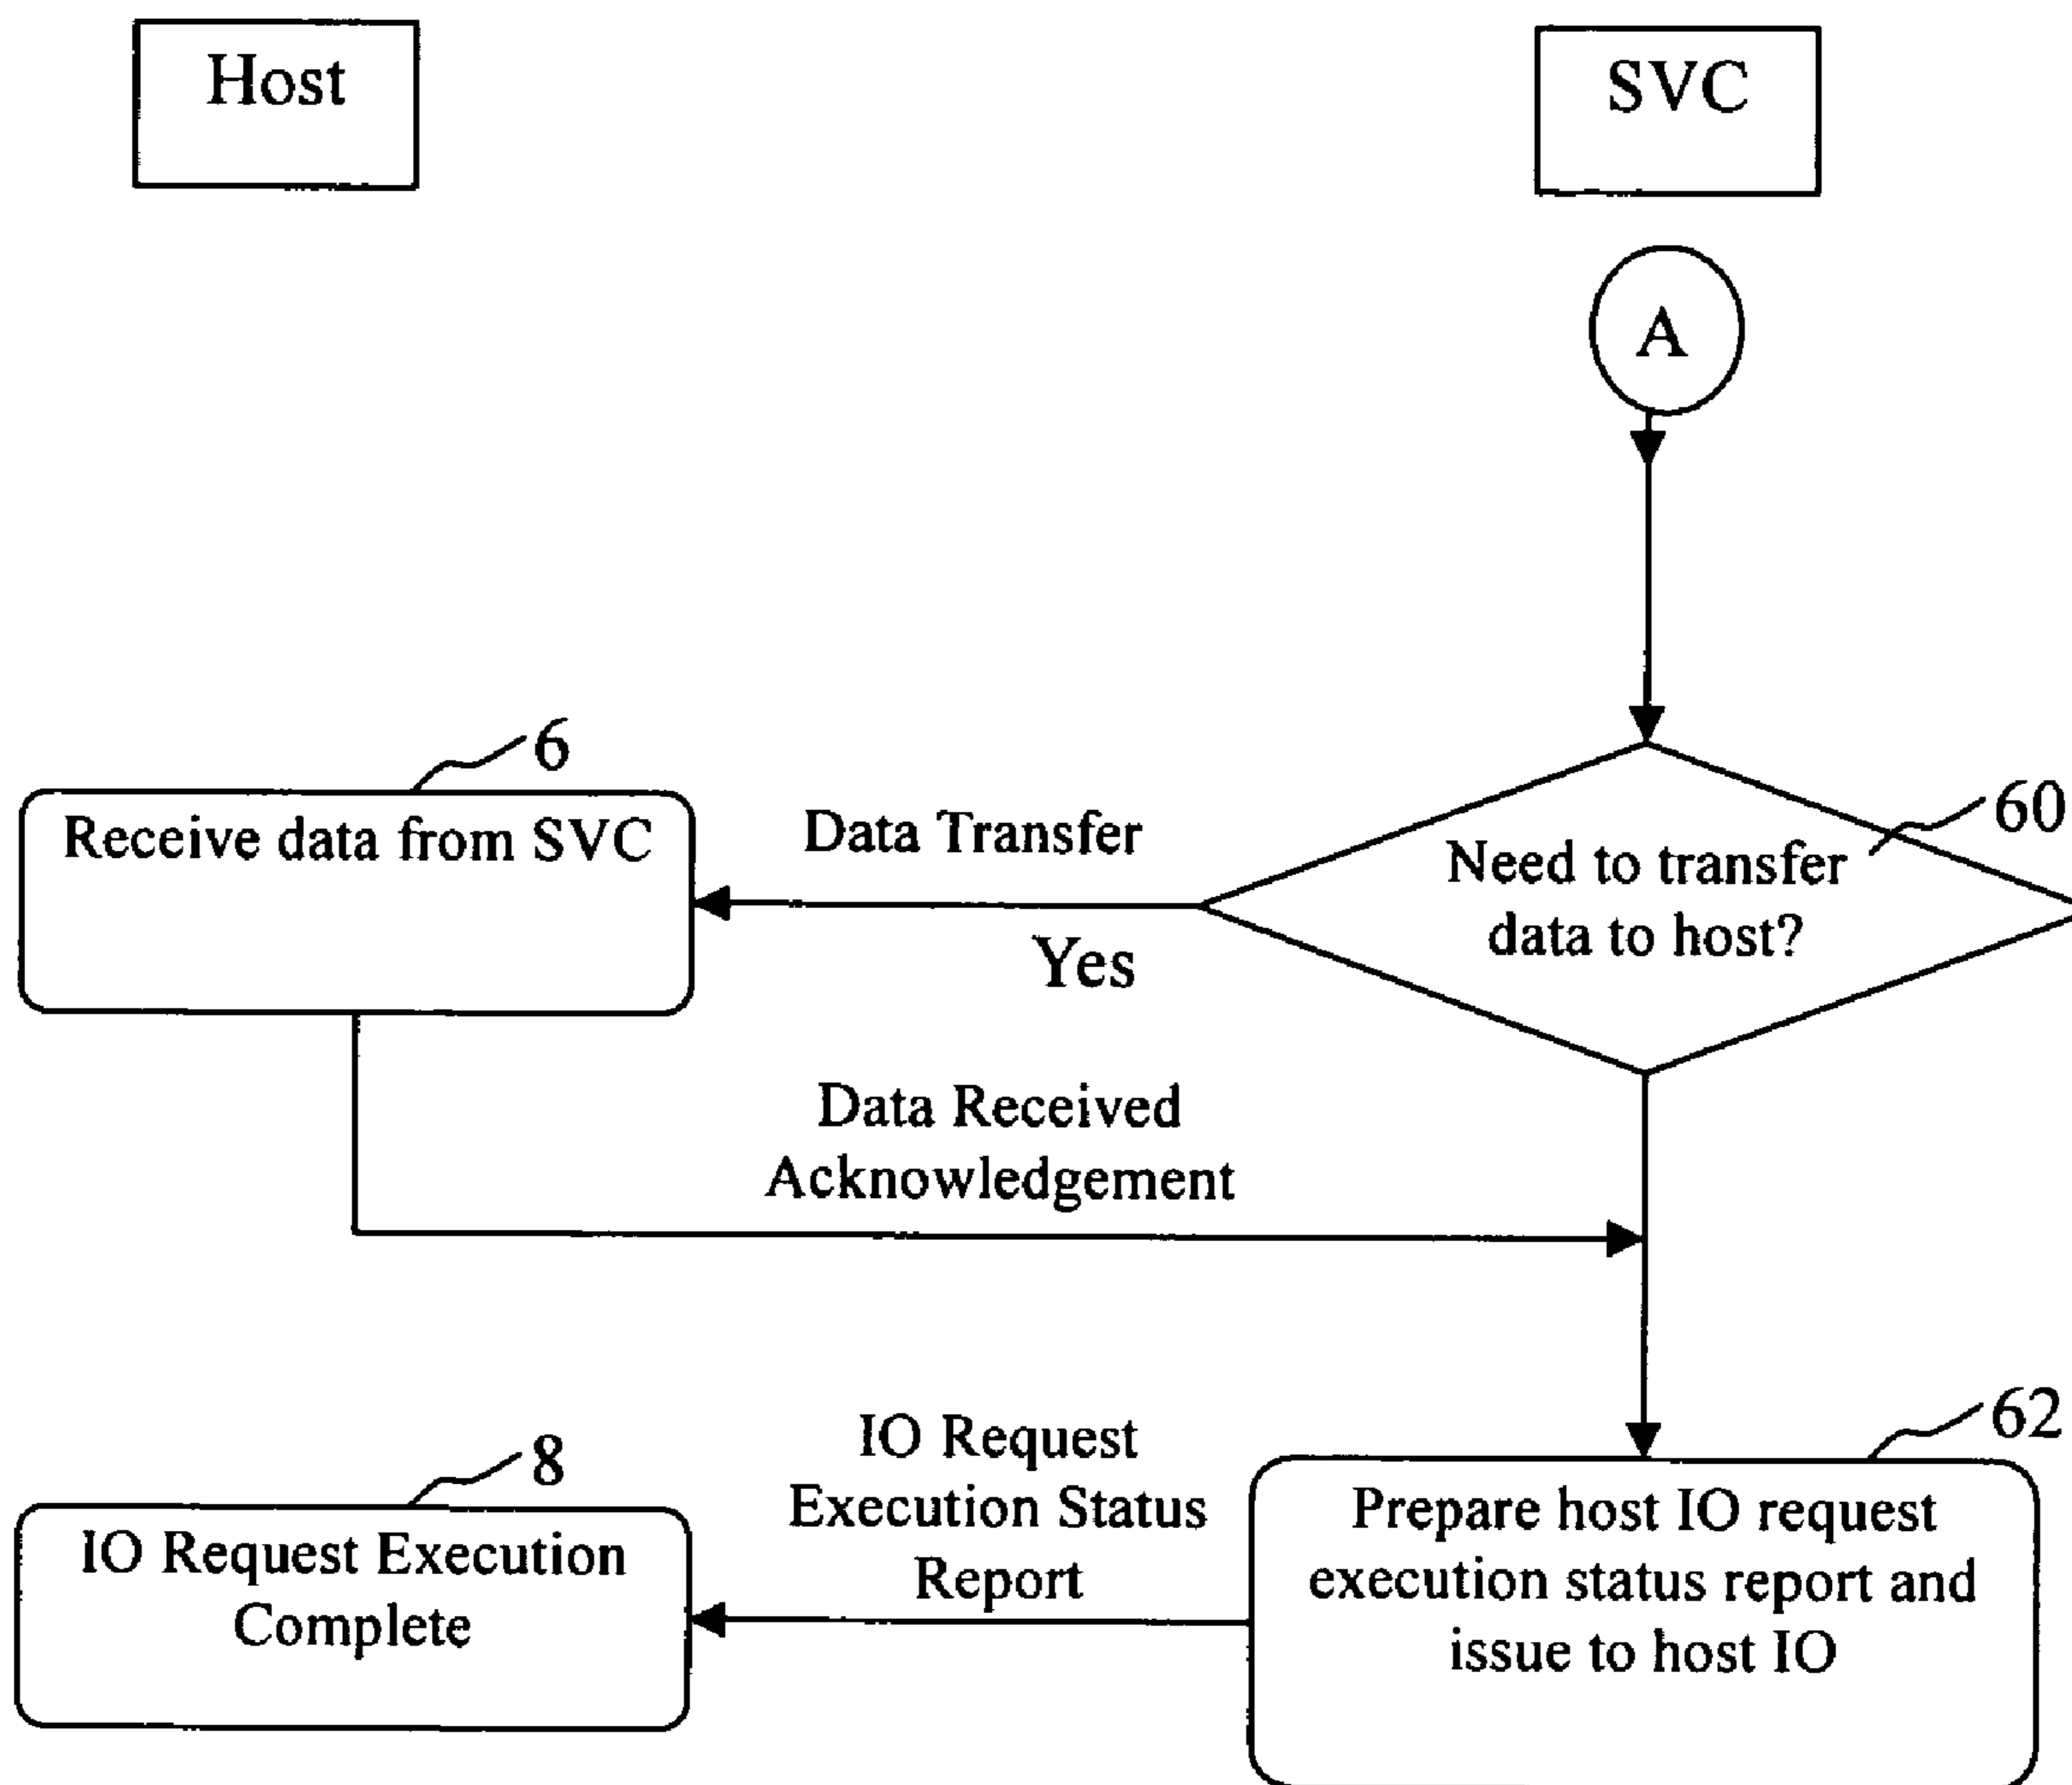 Host
SVC
A
6
60
Receive data from SVC
Data Transfer
Need to transfer
data to host?
Yes
Data Received
Acknowledgement
62
8
IO Request
Execution Status
Report
IO Request Execution
Complete
Prepare host IO request
execution status report and
issue to host IO